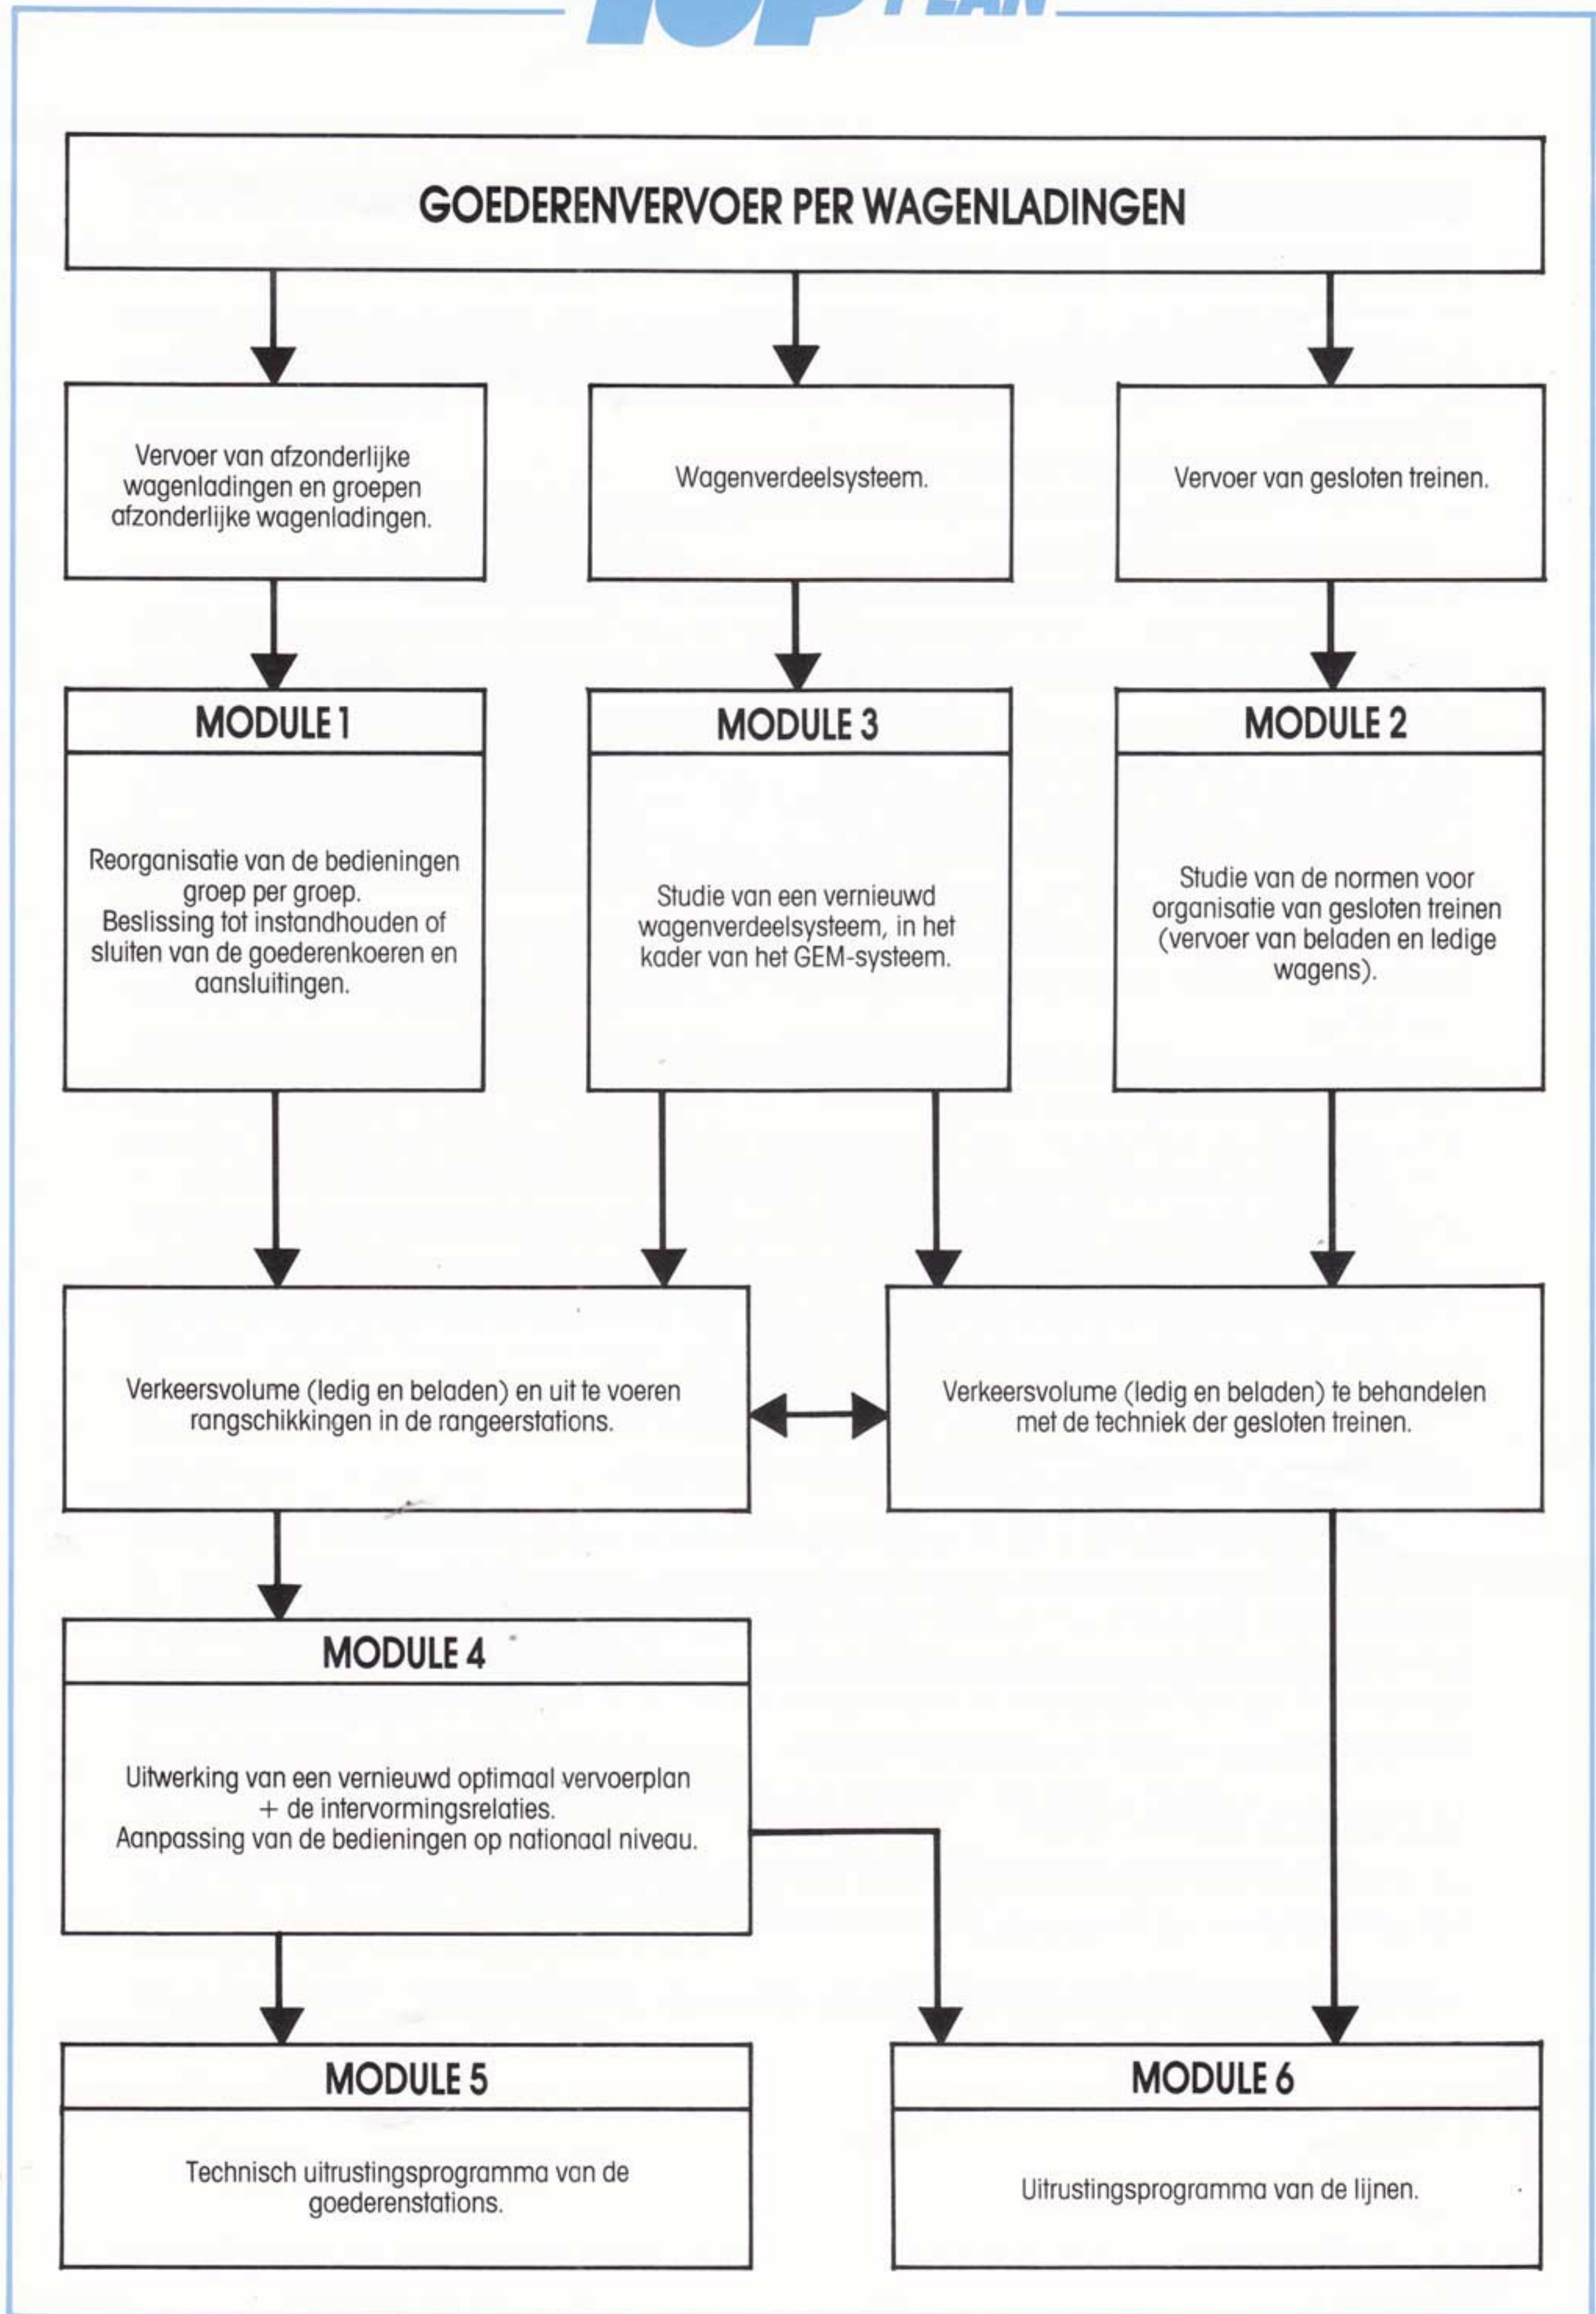 TOP PLAN
GOEDERENVERVOER PER WAGENLADINGEN
Vervoer van afzonderlijke
wagenladingen en groepen
afzonderlijke wagenladingen.
Wagenverdeelsysteem.
Vervoer van gesloten treinen.
MODULE 1
Reorganisatie van de bedieningen
groep per groep.
Beslissing tot instandhouden of
sluiten van de goederenkoeren en
aansluitingen.
MODULE 3
Studie van een vernieuwd
wagenverdeelsysteem, in het
kader van het GEM-systeem.
MODULE 2
Studie van de normen voor
organisatie van gesloten treinen
(vervoer van beladen en ledige
wagens).
Verkeersvolume (ledig en beladen) en uit te voeren
rangschikkingen in de rangeerstations.
Verkeersvolume (ledig en beladen) te behandelen
met de techniek der gesloten treinen.
MODULE 4
Uitwerking van een vernieuwd optimaal vervoerplan
+ de intervormingsrelaties.
Aanpassing van de bedieningen op nationaal niveau.
MODULE 5
Technisch uitrustingsprogramma van de
goederenstations.
MODULE 6
Uitrustingsprogramma van de lijnen.